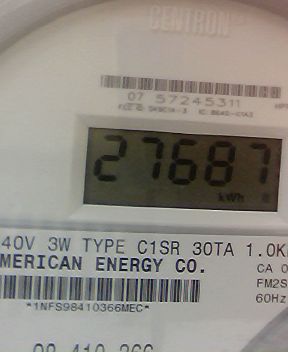 CENTRON
07 57245311
27687
kWh
40V 3W TYPE C1SR 30TA 1.0K
MERICAN ENERGY CO.
CA 0
FM2S
60Hz
*1NFS98410366MEC*